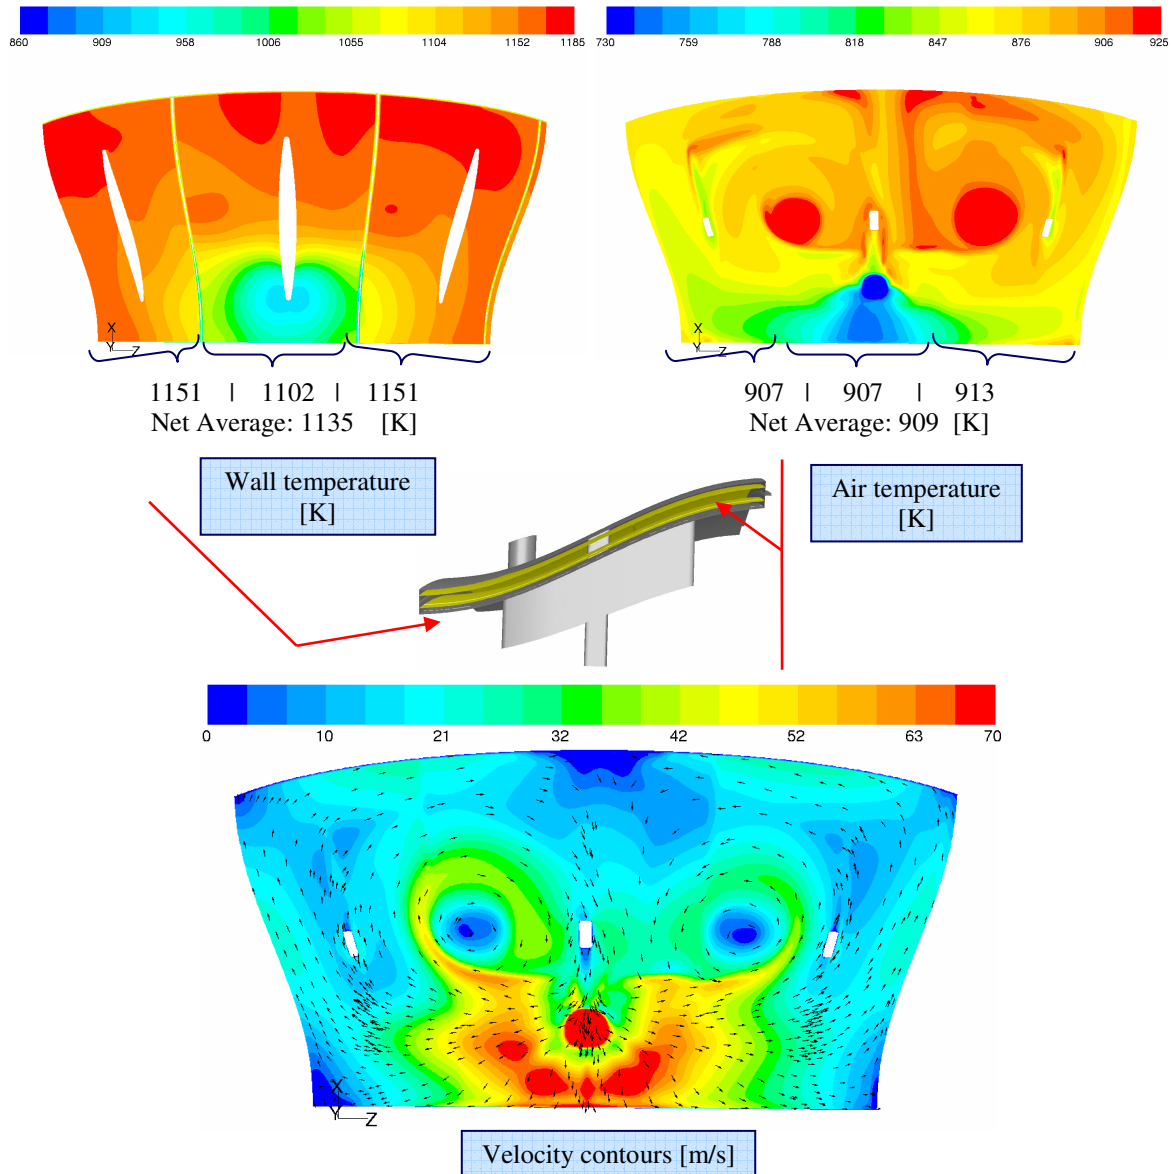 860 909 958 1006 1055 1104 1152 1185
730 759 788 818 847 876 906 925
X
Y Z
X
Y Z
1151 | 1102 | 1151
Net Average: 1135 [K]
907 | 907 | 913
Net Average: 909 [K]
Wall temperature
[K]
Air temperature
[K]
0 10 21 32 42 52 63 70
X
Y Z
Velocity contours [m/s]